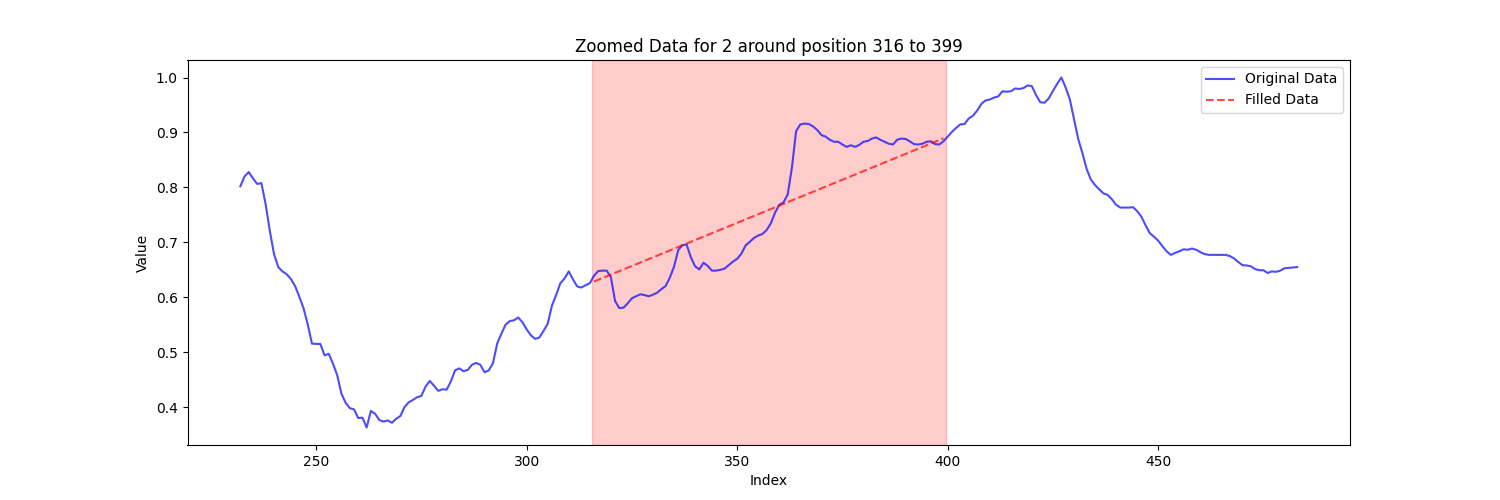 Zoomed Data for 2 around position 316 to 399
Original Data
Filled Data
Value
1.0
0.9
0.8
0.7
0.6
0.5
0.4
250
300
350
400
450
Index